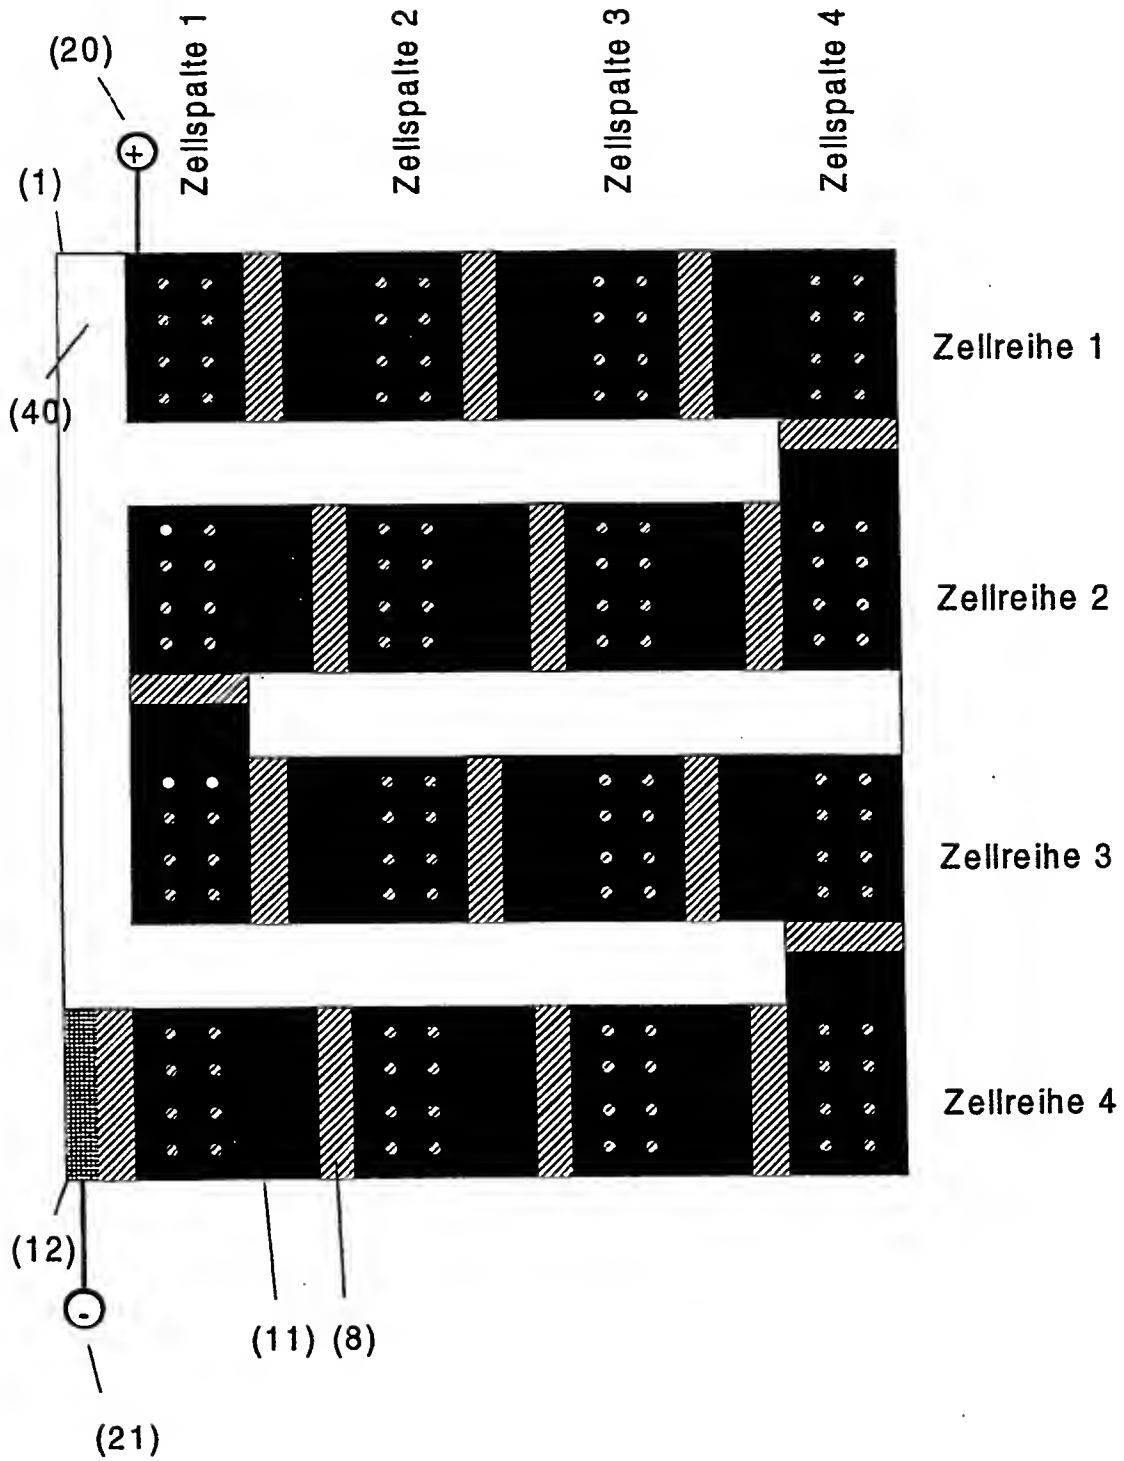 (20)
Zellspalte 1
Zellspalte 2
Zellspalte 3
Zellspalte 4
+
(1)
Zellreihe 1
(40)
Zellreihe 2
Zellreihe 3
Zellreihe 4
(12)
-
(11) (8)
(21)